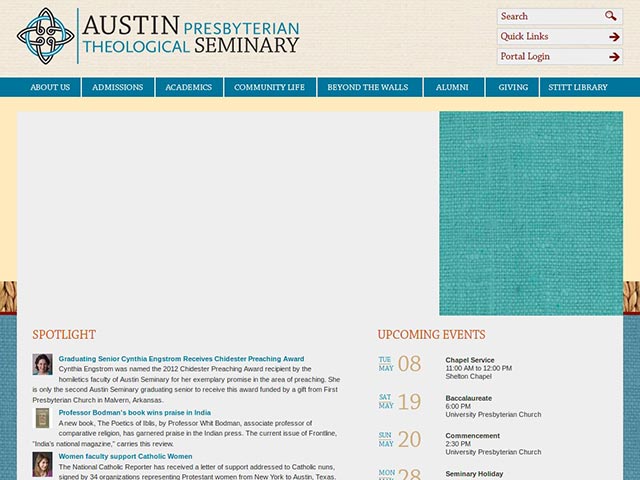 AUSTIN PRESBYTERIAN
THEOLOGICAL SEMINARY
Search
Quick Links
Portal Login
ABOUT US
ADMISSIONS
ACADEMICS
COMMUNITY LIFE
BEYOND THE WALLS
ALUMNI
GIVING
STITT LIBRARY
SPOTLIGHT
Graduating Senior Cynthia Engstrom Receives Chidester Preaching Award
Cynthia Engstrom was named the 2012 Chidester Preaching Award recipient by the
homiletics faculty of Austin Seminary for her exemplary promise in the area of preaching. She
is only the second Austin Seminary graduating senior to receive this award funded by a gift from First
Presbyterian Church in Malvern, Arkansas.
Professor Bodman's book wins praise in India
A new book, The Poetics of Iblis, by Professor Whit Bodman, associate professor of
comparative religion, has garnered praise in the Indian press. The current issue of Frontline,
"India's national magazine," carries this review.
Women faculty support Catholic Women
The National Catholic Reporter has received a letter of support addressed to Catholic nuns,
signed by 34 organizations representing Protestant women from New York to Austin, Texas.
UPCOMING EVENTS
TUE
MAY
08
Chapel Service
11:00 AM to 12:00 PM
Shelton Chapel
SAT
MAY
19
Baccalaureate
6:00 PM
University Presbyterian Church
SUN
MAY
20
Commencement
2:30 PM
University Presbyterian Church
MON
28
Seminary Holiday